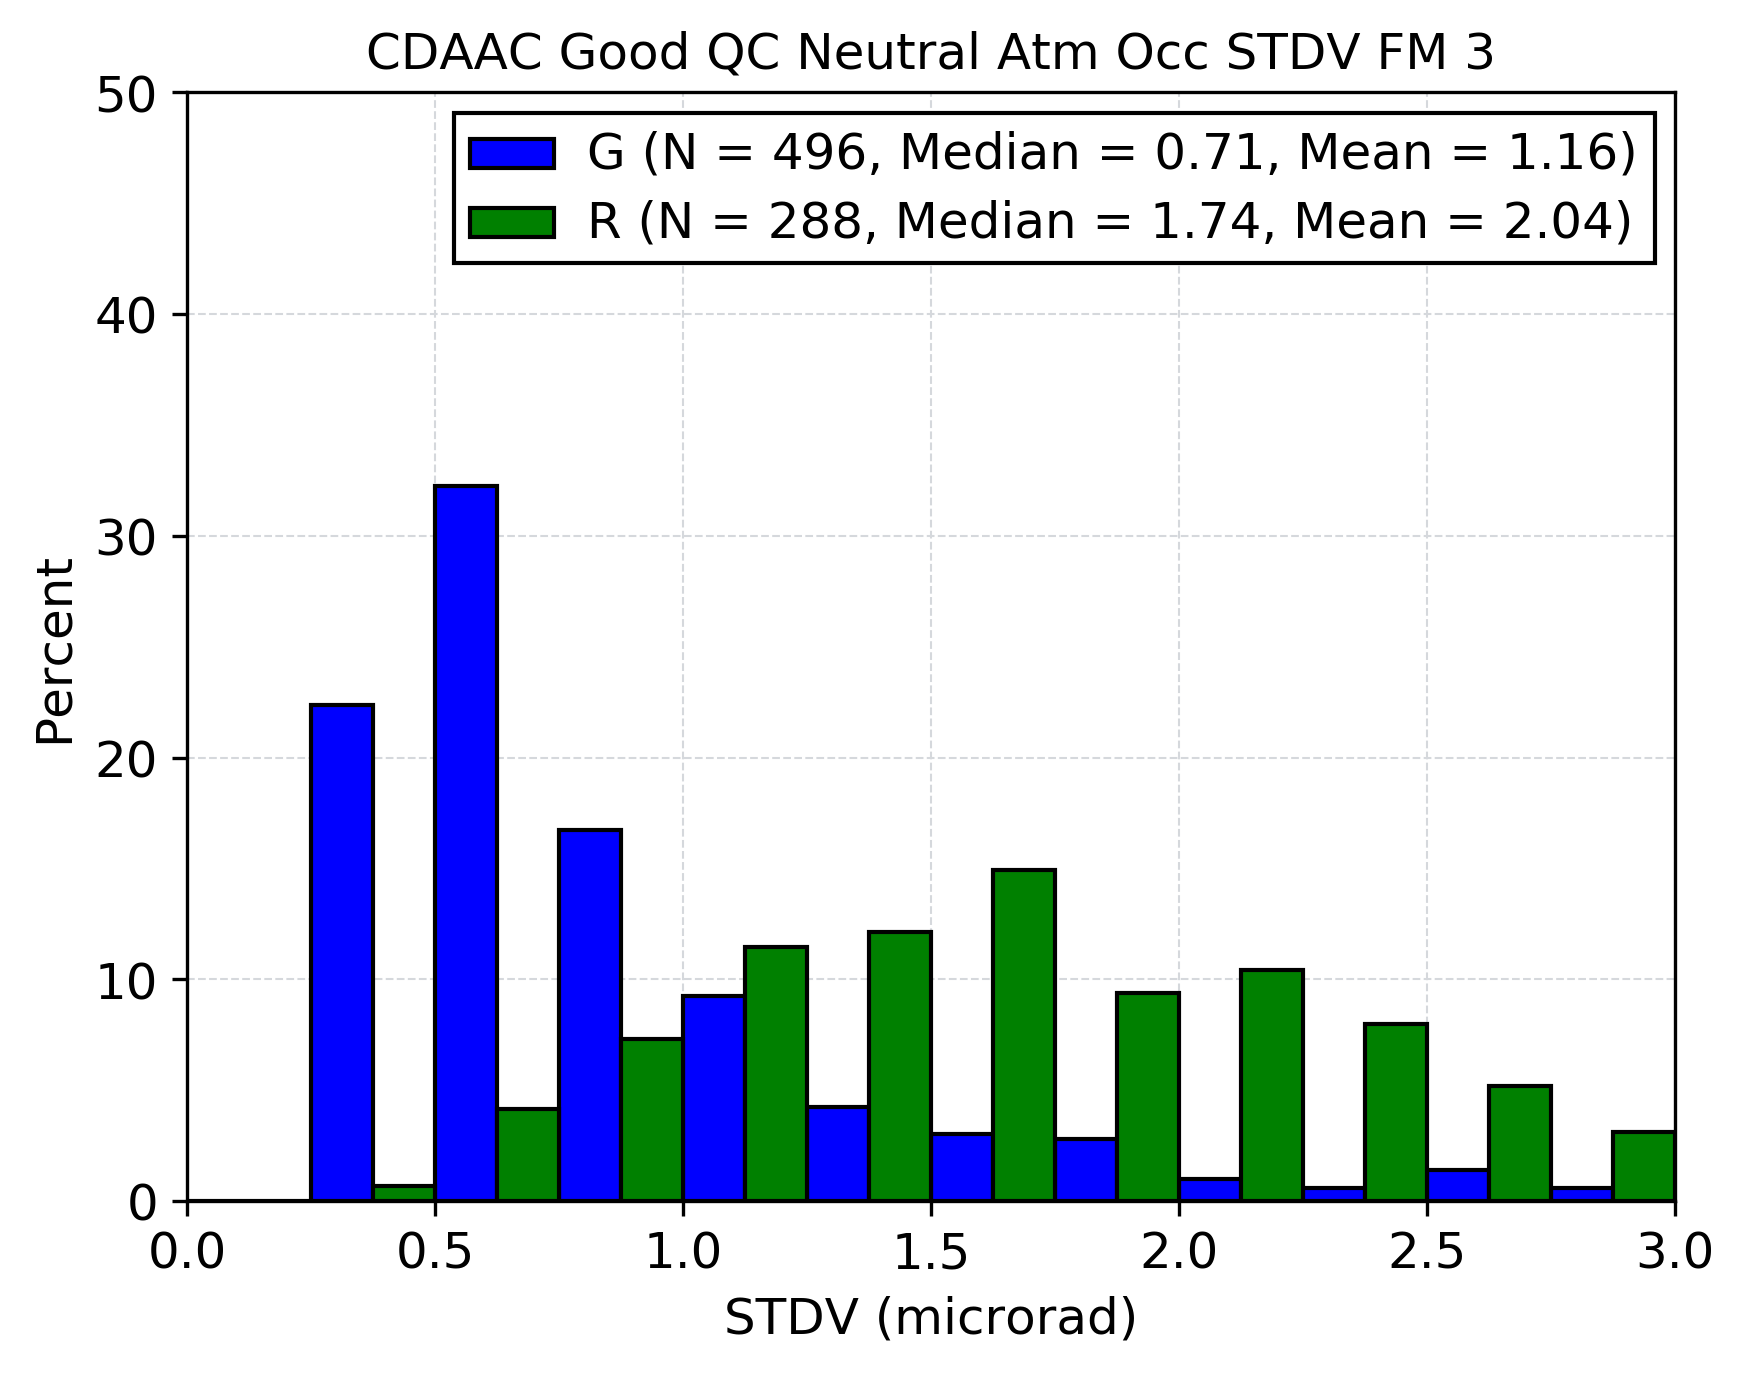 CDAAC Good QC Neutral Atm Occ STDV FM 3
G (N = 496, Median = 0.71, Mean = 1.16)
R (N = 288, Median = 1.74, Mean = 2.04)
50
40
30
20
10
0
Percent
0.0 0.5 1.0 1.5 2.0 2.5 3.0
STDV (microrad)